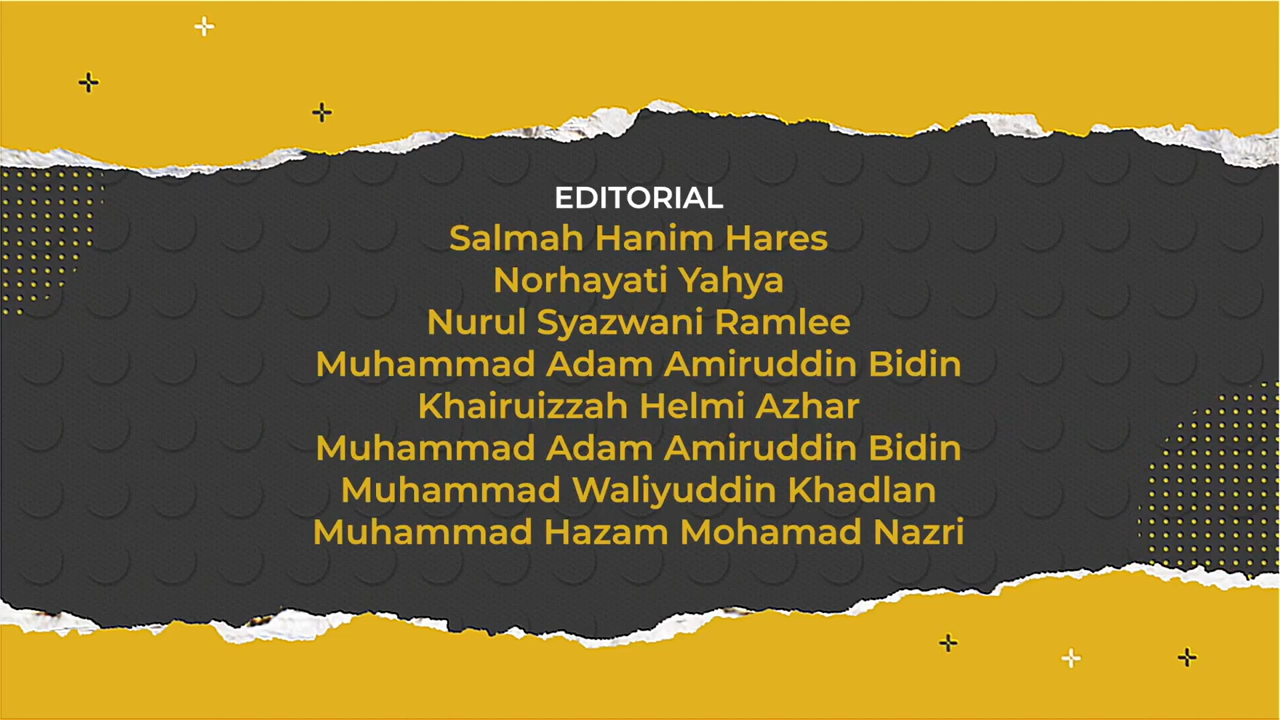 EDITORIAL
Salmah Hanim Hares
Norhayati Yahya
Nurul Syazwani Ramlee
Muhammad Adam Amiruddin Bidin
Khairuizzah Helmi Azhar
Muhammad Adam Amiruddin Bidin
Muhammad Waliyuddin Khadlan
Muhammad Hazam Mohamad Nazri